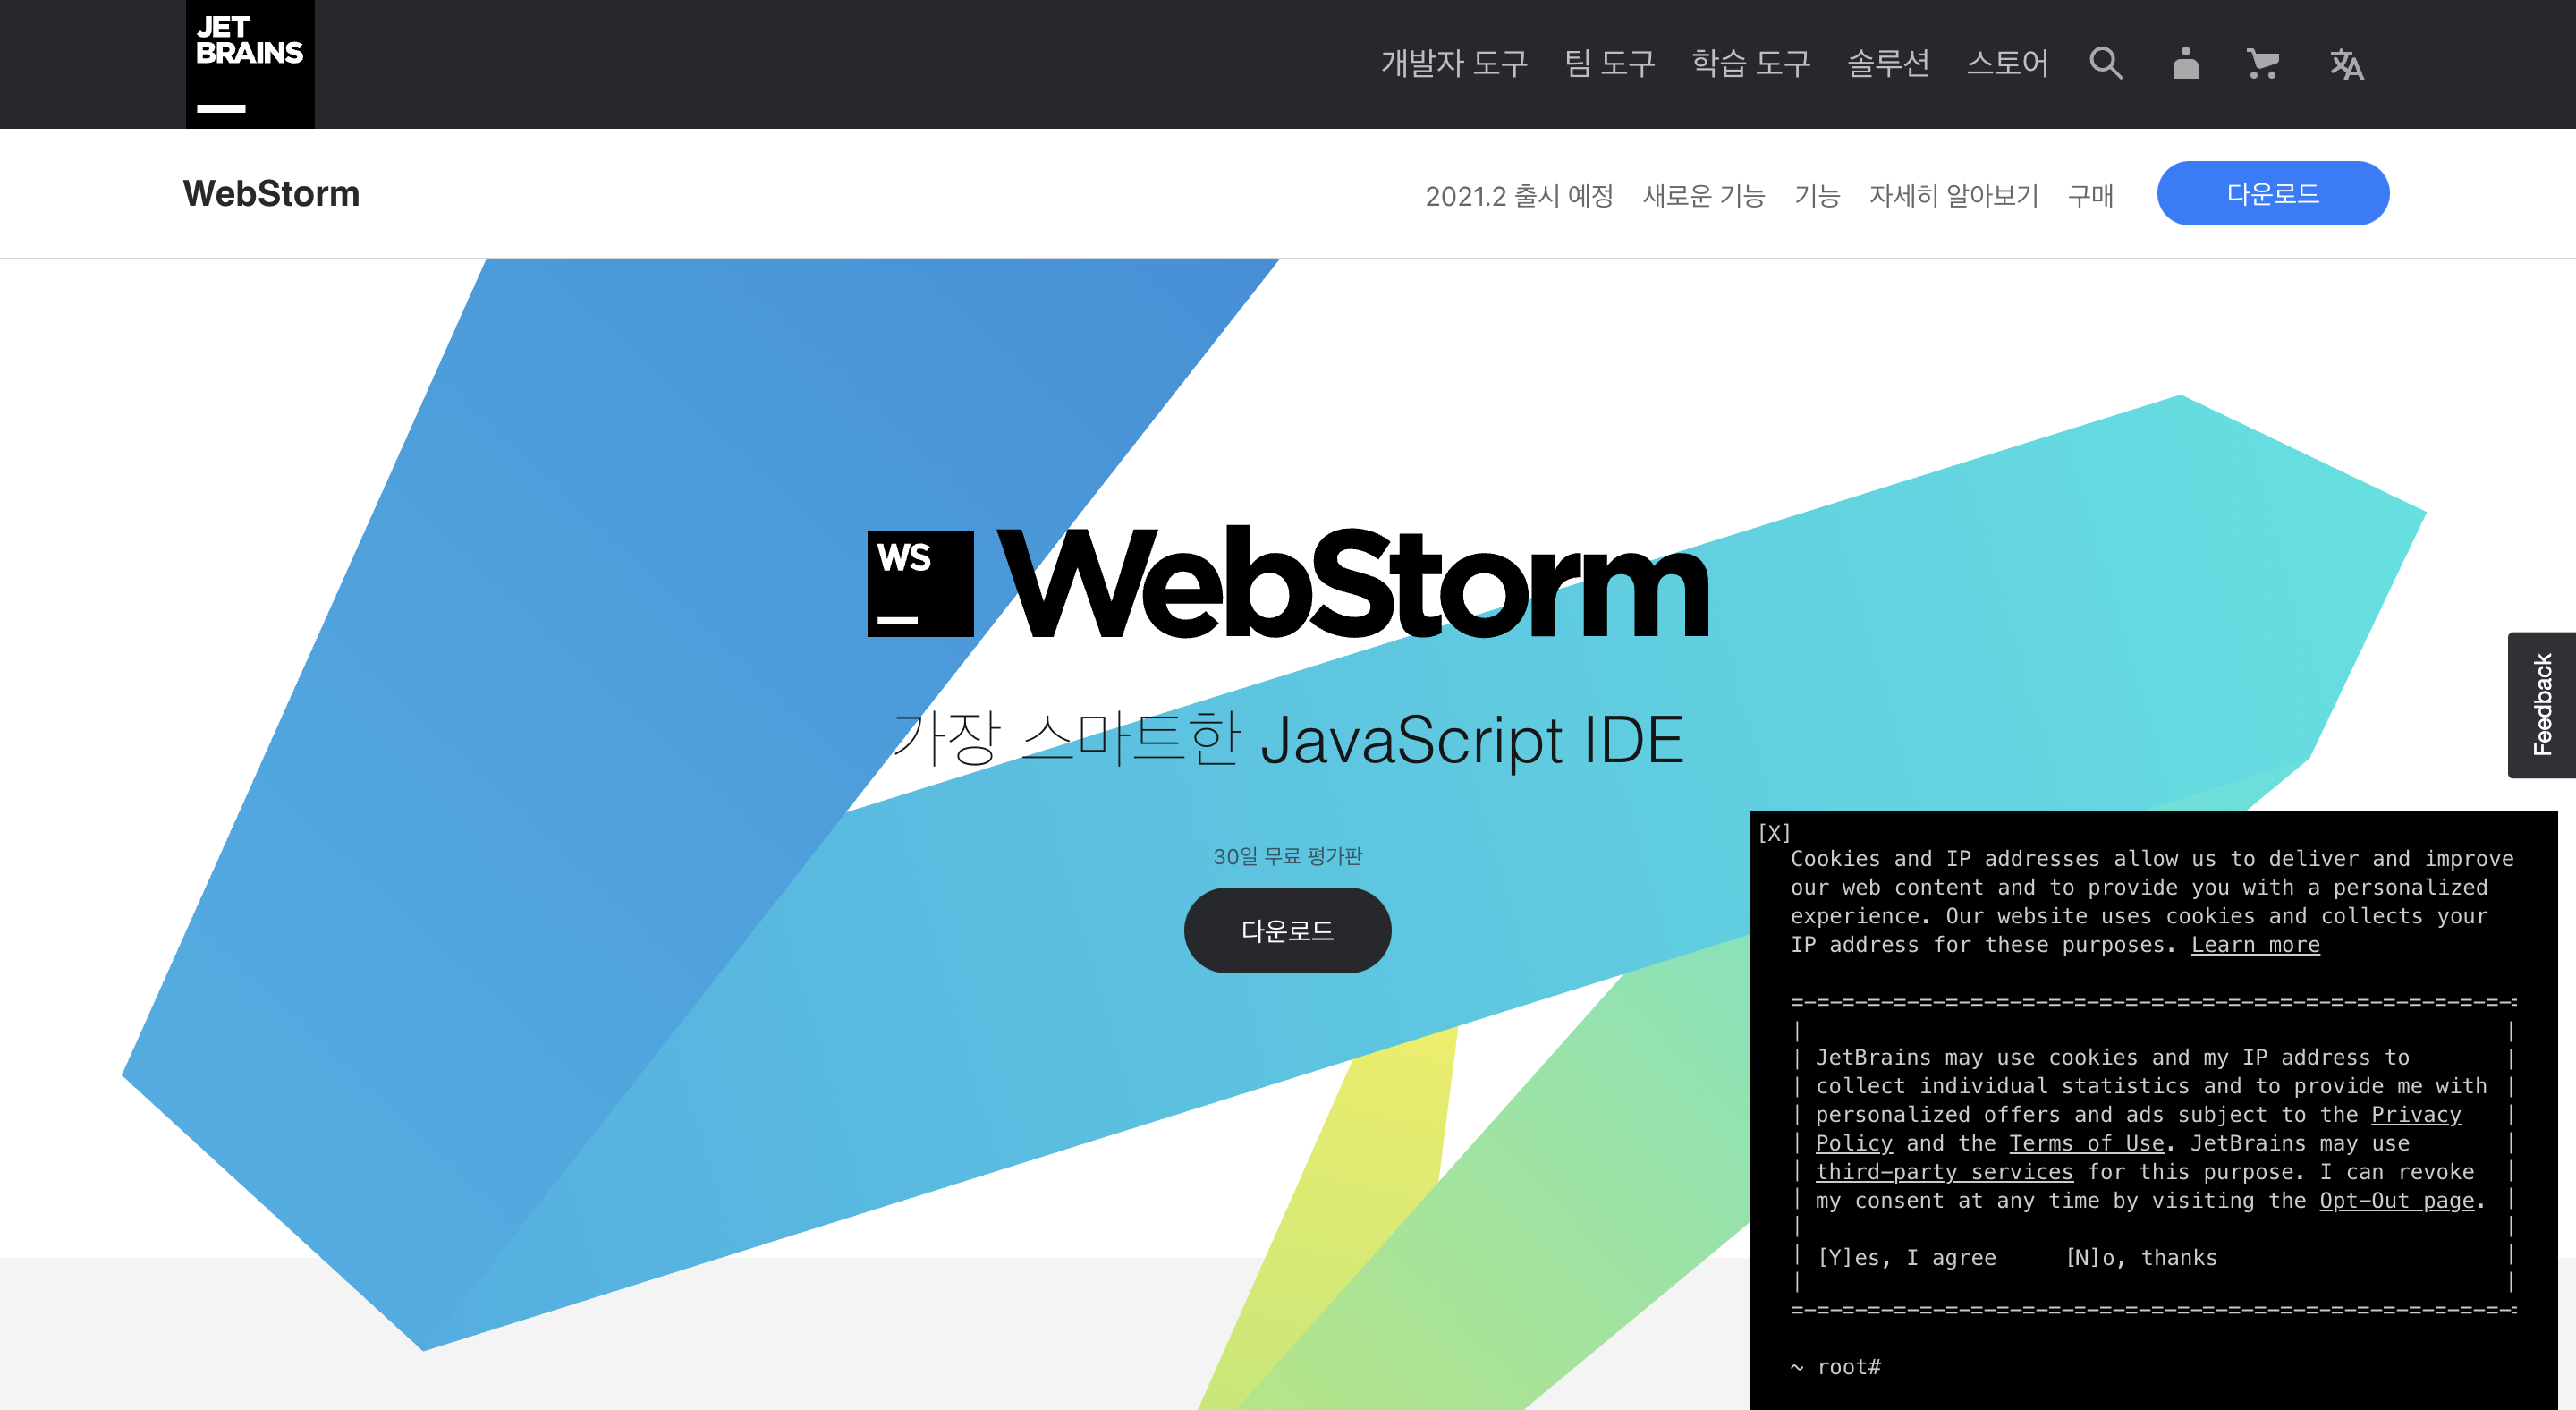 JET
BRAINS
개발자 도구 팀 도구 학습 도구 솔루션 스토어
WebStorm
2021.2 출시 예정 새로운 기능 기능 자세히 알아보기 구매 다운로드
WS
WebStorm
가장 스마트한 JavaScript IDE
30일 무료 평가판
다운로드
Feedback
[X]
Cookies and IP addresses allow us to deliver and improve
our web content and to provide you with a personalized
experience. Our website uses cookies and collects your
IP address for these purposes. Learn more
JetBrains may use cookies and my IP address to
collect individual statistics and to provide me with
personalized offers and ads subject to the Privacy
Policy and the Terms of Use. JetBrains may use
third-party services for this purpose. I can revoke
my consent at any time by visiting the Opt-Out page.
[Y]es, I agree [N]o, thanks
~ root#